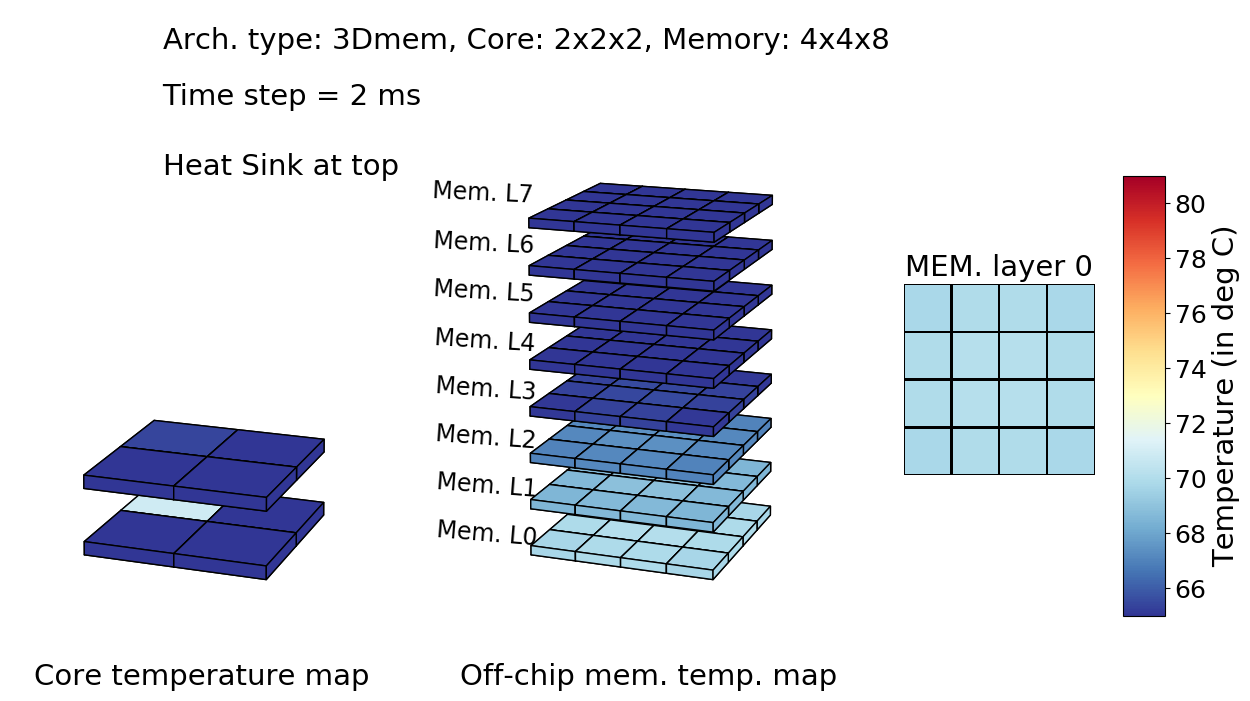 Arch. type: 3Dmem, Core: 2x2x2, Memory: 4x4x8
Time step = 2 ms
Heat Sink at top
Mem. L7
Mem. L6
Mem. L5
Mem. L4
Mem. L3
Mem. L2
Mem. L1
Mem. L0
MEM. layer 0
80
78
76
74
72
70
68
66
Temperature (in deg C)
Core temperature map
Off-chip mem. temp. map